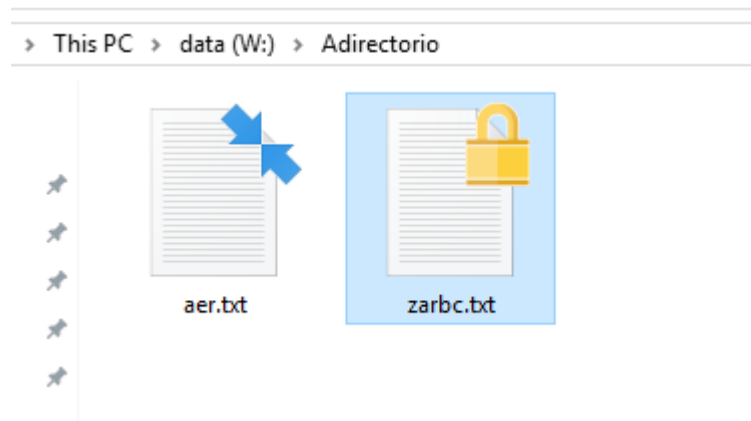 > This PC > data (W:) > Adirectorio
aer.txt
zarbc.txt